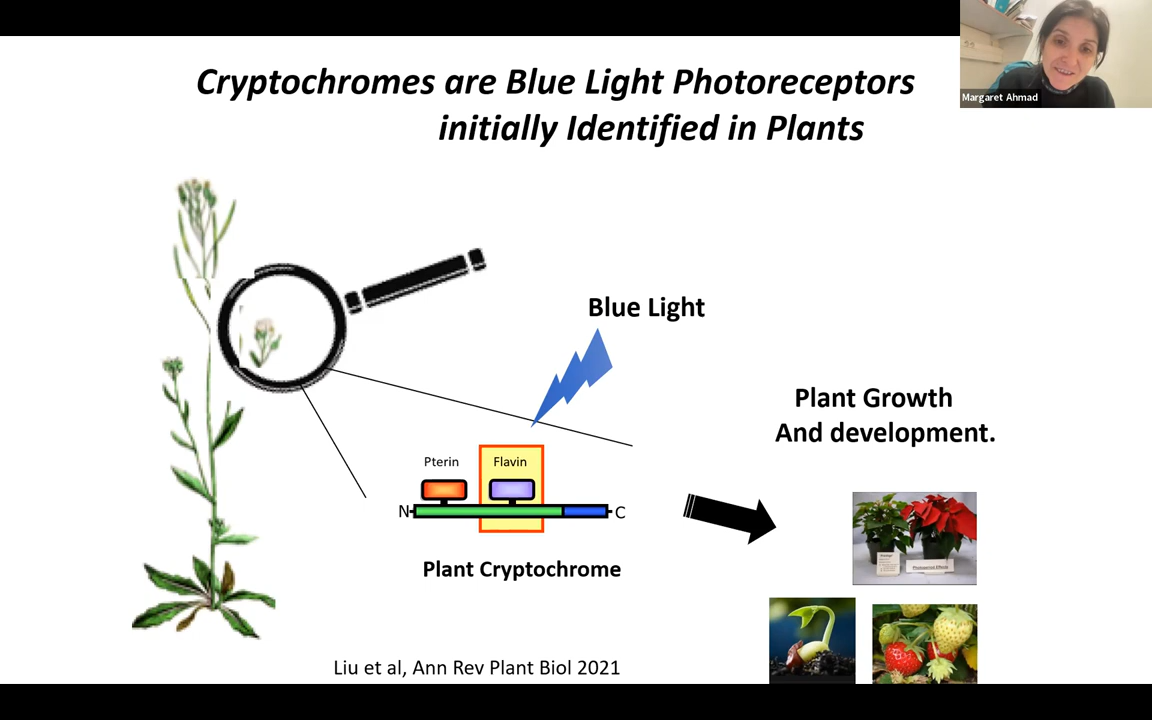 Cryptochromes are Blue Light Photoreceptors
initially Identified in Plants
Margaret Ahmad
Blue Light
Plant Growth
And development.
Pterin
Flavin
N
C
Plant Cryptochrome
Liu et al, Ann Rev Plant Biol 2021